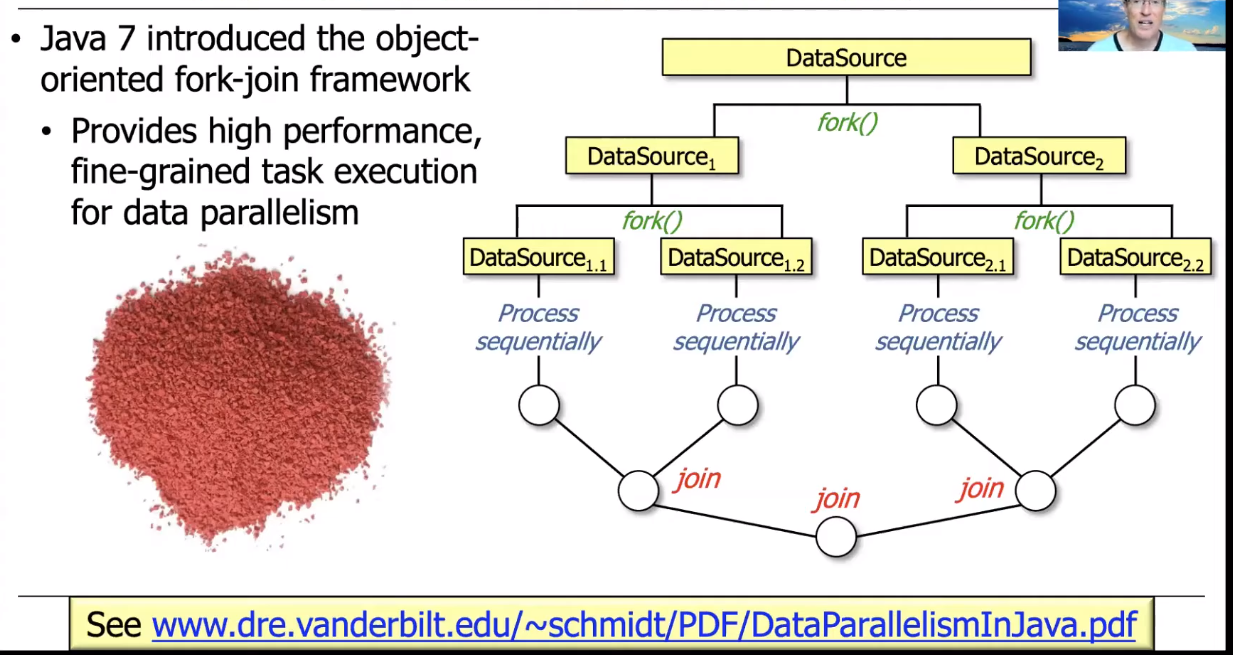 • Java 7 introduced the object-
oriented fork-join framework
• Provides high performance,
fine-grained task execution
for data parallelism
DataSource
fork()
DataSource1
DataSource2
fork()
fork()
DataSource1.1
DataSource1.2
DataSource2.1
DataSource2.2
Process
sequentially
Process
sequentially
Process
sequentially
Process
sequentially
join
join
join
See www.dre.vanderbilt.edu/~schmidt/PDF/DataParallelismInJava.pdf